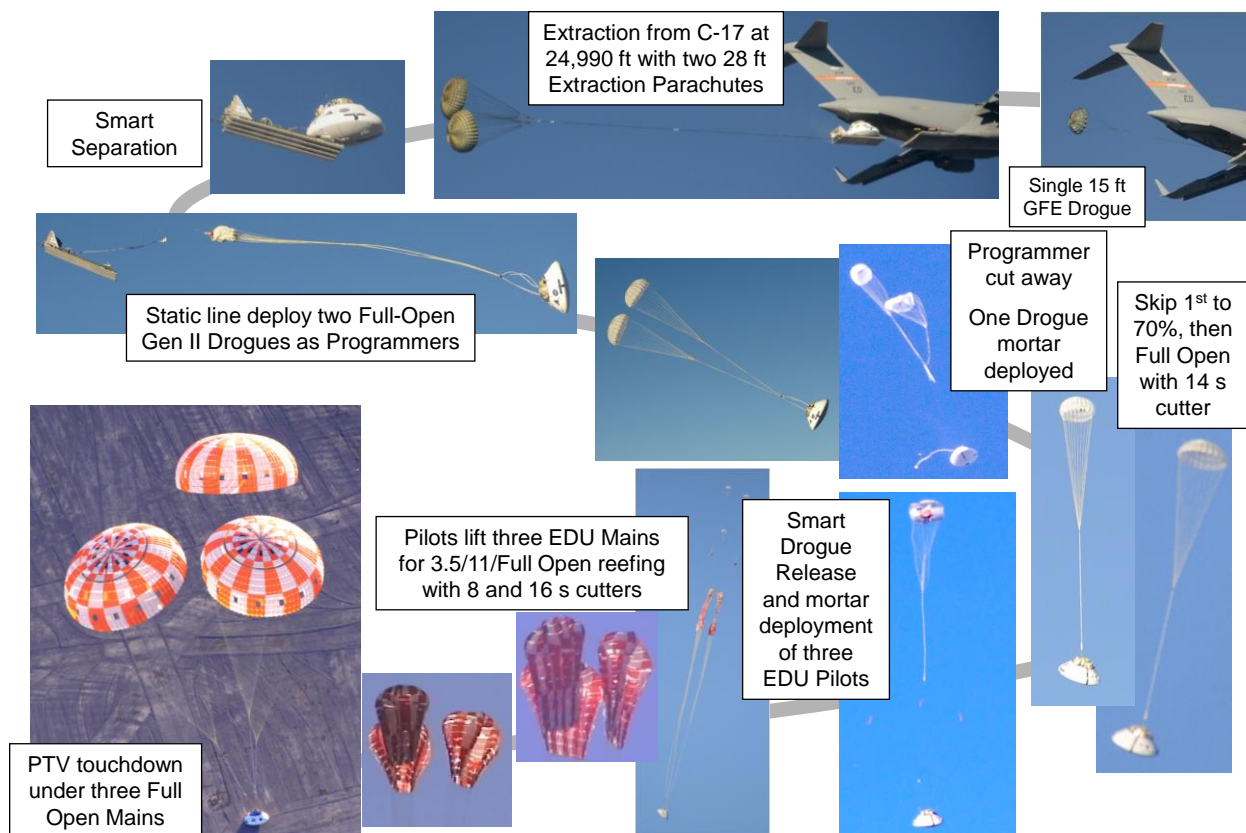 Extraction from C-17 at
24,990 ft with two 28 ft
Extraction Parachutes
Single 15 ft
GFE Drogue
Smart
Separation
Static line deploy two Full-Open
Gen II Drogues as Programmers
Programmer
cut away
One Drogue
mortar
deployed
Skip 1st to
70%, then
Full Open
with 14 s
cutter
Smart
Drogue
Release
and mortar
deployment
of three
EDU Pilots
Pilots lift three EDU Mains
for 3.5/11/Full Open reefing
with 8 and 16 s cutters
PTV touchdown
under three Full
Open Mains
ED
ED